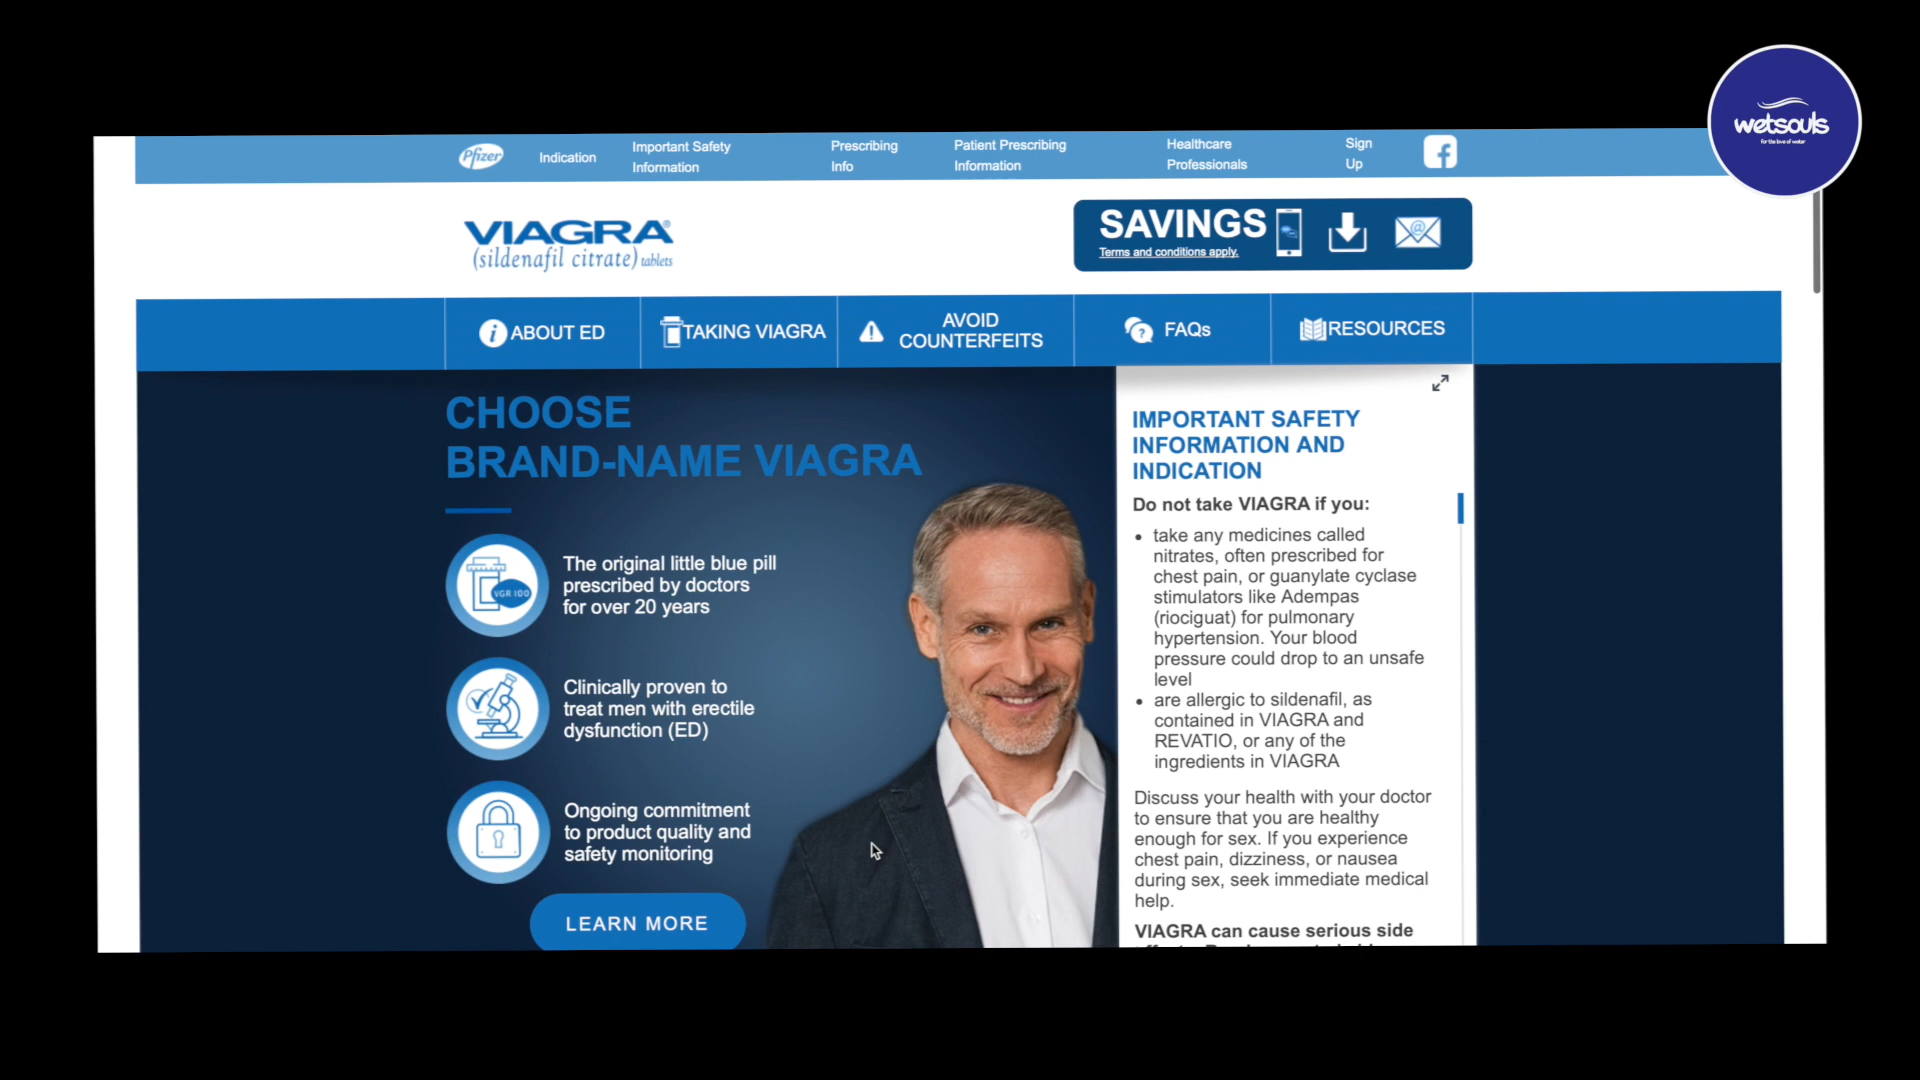 wetsouls
for the love of water
Pfizer
Indication
Important Safety
Information
Prescribing
Info
Patient Prescribing
Information
Healthcare
Professionals
Sign
Up
VIAGRA®
(sildenafil citrate) tablets
SAVINGS
Terms and conditions apply.
ABOUT ED
TAKING VIAGRA
AVOID
COUNTERFEITS
FAQs
RESOURCES
CHOOSE
BRAND-NAME VIAGRA
VGR 100
The original little blue pill
prescribed by doctors
for over 20 years
Clinically proven to
treat men with erectile
dysfunction (ED)
Ongoing commitment
to product quality and
safety monitoring
LEARN MORE
IMPORTANT SAFETY
INFORMATION AND
INDICATION
Do not take VIAGRA if you:
• take any medicines called
nitrates, often prescribed for
chest pain, or guanylate cyclase
stimulators like Adempas
(riociguat) for pulmonary
hypertension. Your blood
pressure could drop to an unsafe
level
• are allergic to sildenafil, as
contained in VIAGRA and
REVATIO, or any of the
ingredients in VIAGRA
Discuss your health with your doctor
to ensure that you are healthy
enough for sex. If you experience
chest pain, dizziness, or nausea
during sex, seek immediate medical
help.
VIAGRA can cause serious side